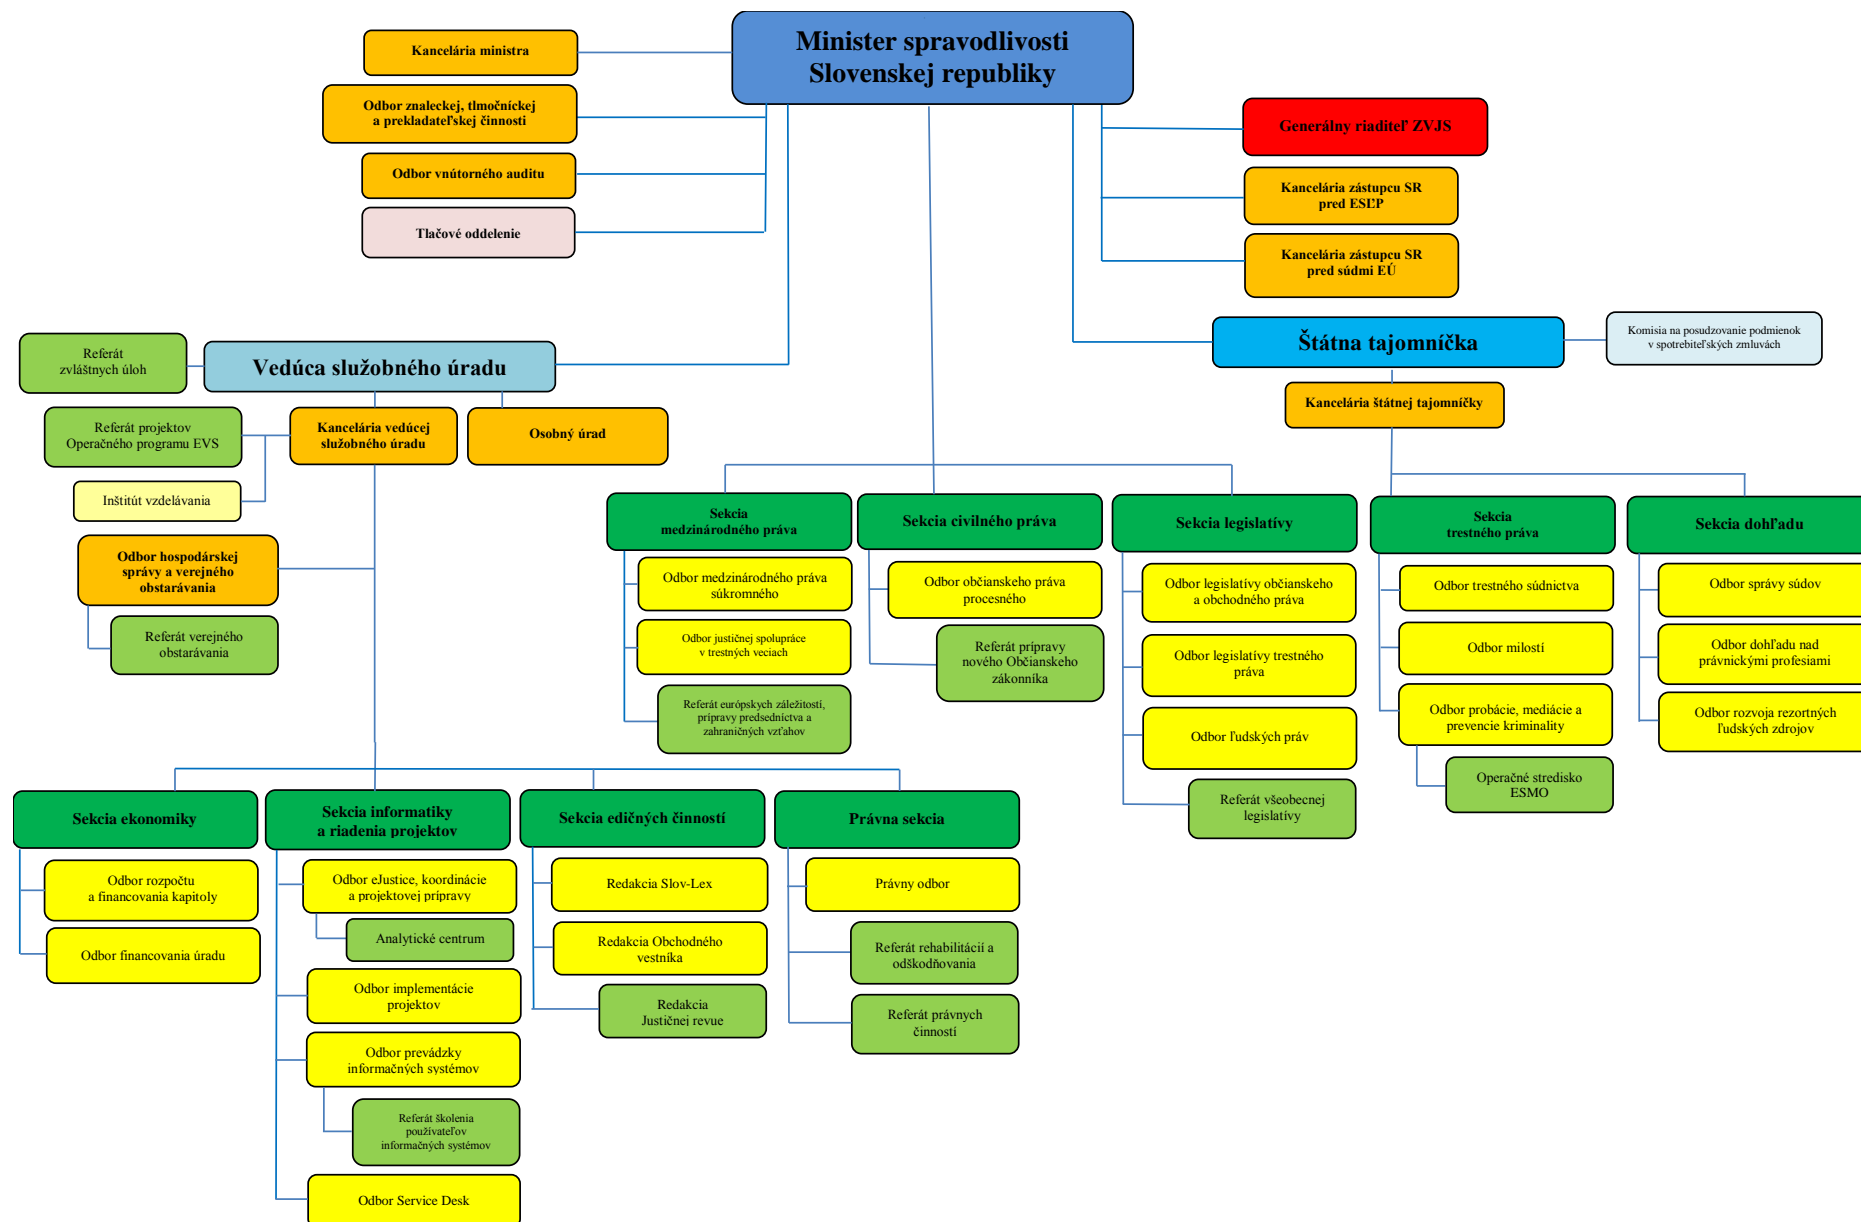 Minister spravodlivosti
Slovenskej republiky
Kancelária ministra
Odbor znaleckej, tlmočníckej
a prekladateľskej činnosti
Odbor vnútorného auditu
Tlačové oddelenie
Generálny riaditeľ ZVJS
Kancelária zástupcu SR
pred ESĽP
Kancelária zástupcu SR
pred súdmi EÚ
Referát
zvláštnych úloh
Vedúca služobného úradu
Štátna tajomníčka
Komisia na posudzovanie podmienok
v spotrebiteľských zmluvách
Kancelária štátnej tajomníčky
Referát projektov
Operačného programu EVS
Kancelária vedúcej
služobného úradu
Osobný úrad
Inštitút vzdelávania
Odbor hospodárskej
správy a verejného
obstarávania
Referát verejného
obstarávania
Sekcia
medzinárodného práva
Odbor medzinárodného práva
súkromného
Odbor justičnej spolupráce
v trestných veciach
Referát európskych záležitostí,
prípravy predsedníctva a
zahraničných vzťahov
Sekcia civilného práva
Odbor občianskeho práva
procesného
Referát prípravy
nového Občianskeho
zákonníka
Sekcia legislatívy
Odbor legislatívy občianskeho
a obchodného práva
Odbor legislatívy trestného
práva
Odbor ľudských práv
Referát všeobecnej
legislatívy
Sekcia
trestného práva
Odbor trestného súdnictva
Odbor milostí
Odbor probácie, mediácie a
prevencie kriminality
Operačné stredisko
ESMO
Sekcia dohľadu
Odbor správy súdov
Odbor dohľadu nad
právnickými profesiami
Odbor rozvoja rezortných
ľudských zdrojov
Sekcia ekonomiky
Odbor rozpočtu
a financovania kapitoly
Odbor financovania úradu
Sekcia informatiky
a riadenia projektov
Odbor eJustice, koordinácie
a projektovej prípravy
Analytické centrum
Odbor implementácie
projektov
Odbor prevádzky
informačných systémov
Referát školenia
používateľov
informačných systémov
Odbor Service Desk
Sekcia edičných činností
Redakcia Slov-Lex
Redakcia Obchodného
vestníka
Redakcia
Justičnej revue
Právna sekcia
Právny odbor
Referát rehabilitácií a
odškodňovania
Referát právnych
činností